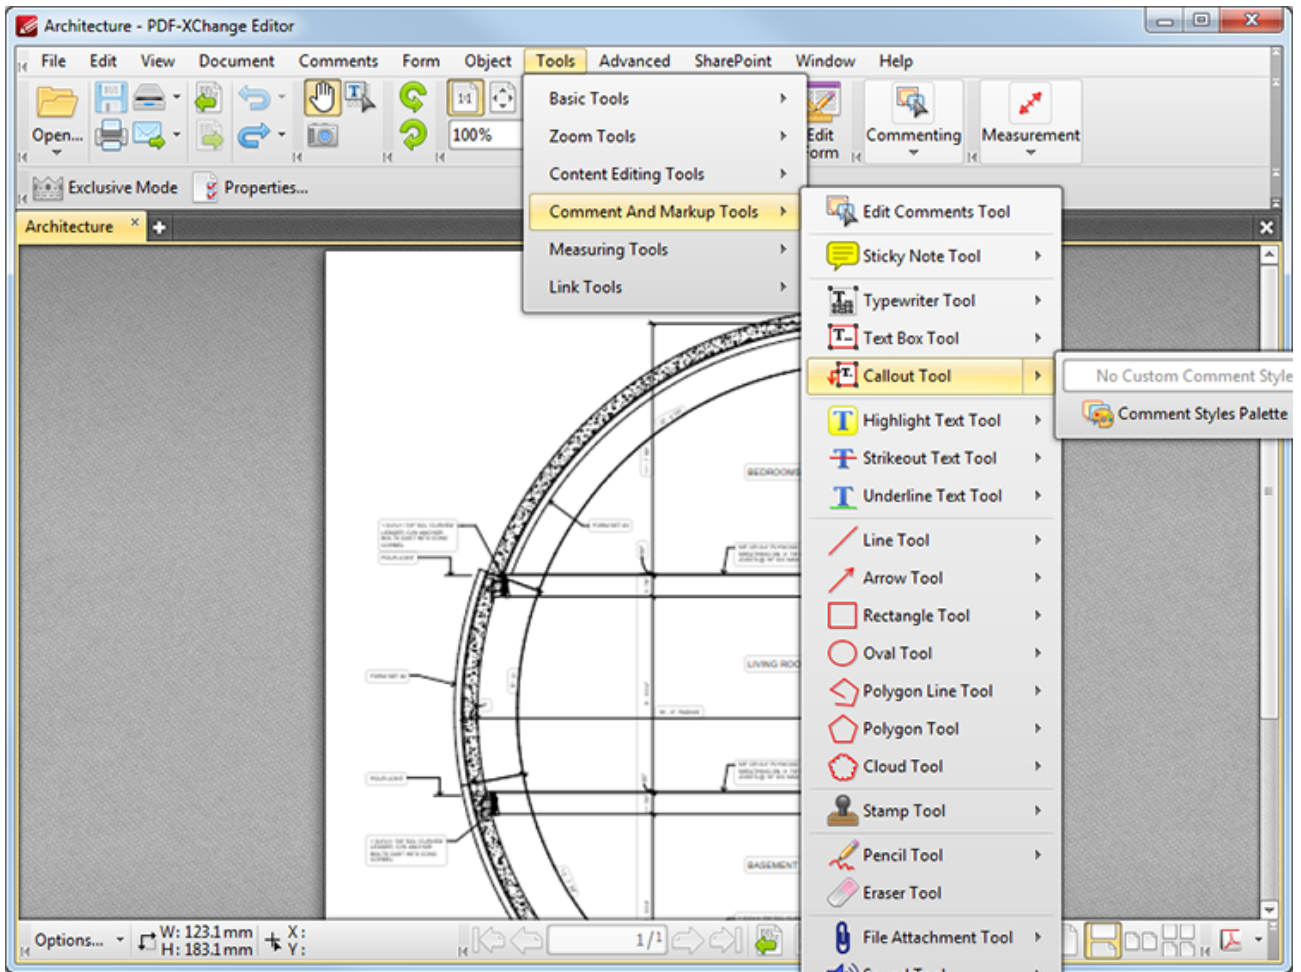 Architecture - PDF-XChange Editor
File Edit View Document Comments Form Object Tools Advanced SharePoint Window Help
Open...
100%
Edit
Form
Commenting
Measurement
Exclusive Mode
Properties...
Architecture
Basic Tools
Zoom Tools
Content Editing Tools
Comment And Markup Tools
Measuring Tools
Link Tools
Edit Comments Tool
Sticky Note Tool
Typewriter Tool
Text Box Tool
Callout Tool
Highlight Text Tool
Strikeout Text Tool
Underline Text Tool
Line Tool
Arrow Tool
Rectangle Tool
Oval Tool
Polygon Line Tool
Polygon Tool
Cloud Tool
Stamp Tool
Pencil Tool
Eraser Tool
File Attachment Tool
No Custom Comment Style
Comment Styles Palette
BEDROOMS
LIVING ROO
BASEMENT
Options...
W: 123.1 mm
H: 183.1 mm
X:
Y:
1/1